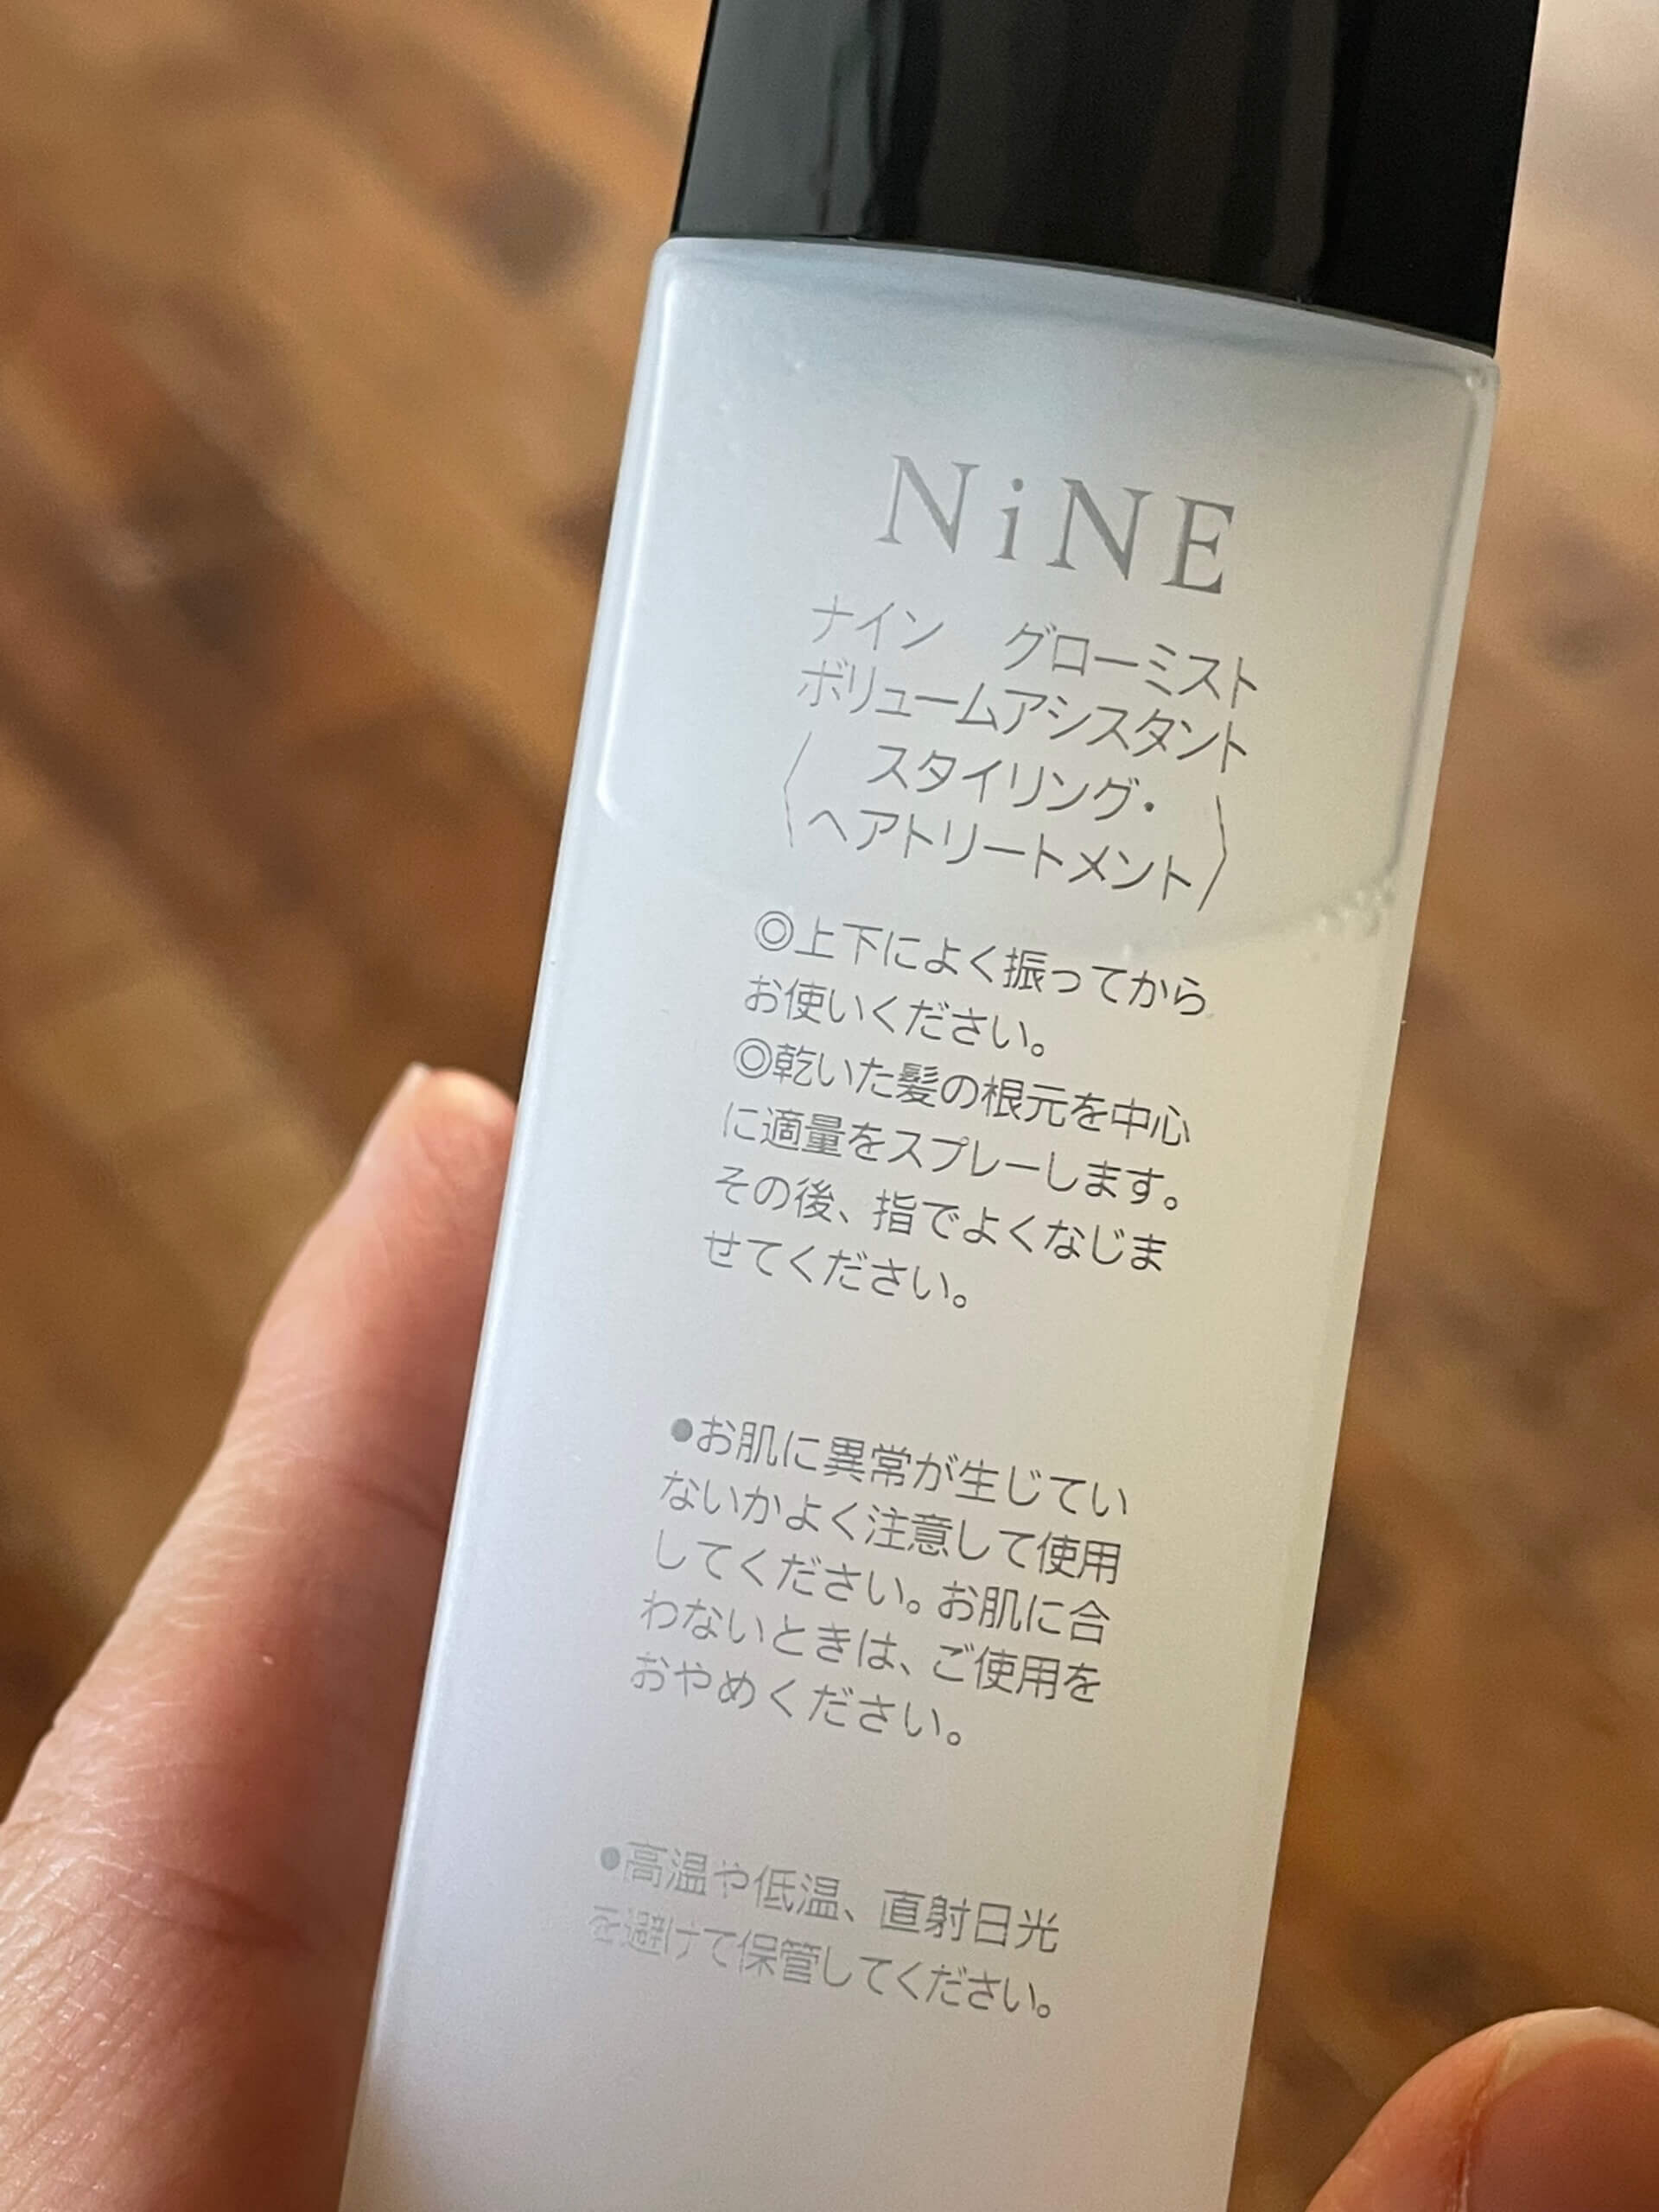 NiNE
ナイン　グローミスト
ボリュームアシスタント
〈スタイリング・
ヘアトリートメント〉
◎上下によく振ってから
お使いください。
◎乾いた髪の根元を中心
に適量をスプレーします。
その後、指でよくなじま
せてください。
●お肌に異常が生じてい
ないかよく注意して使用
してください。お肌に合
わないときは、ご使用を
おやめください。
●高温や低温、直射日光
を避けて保管してください。